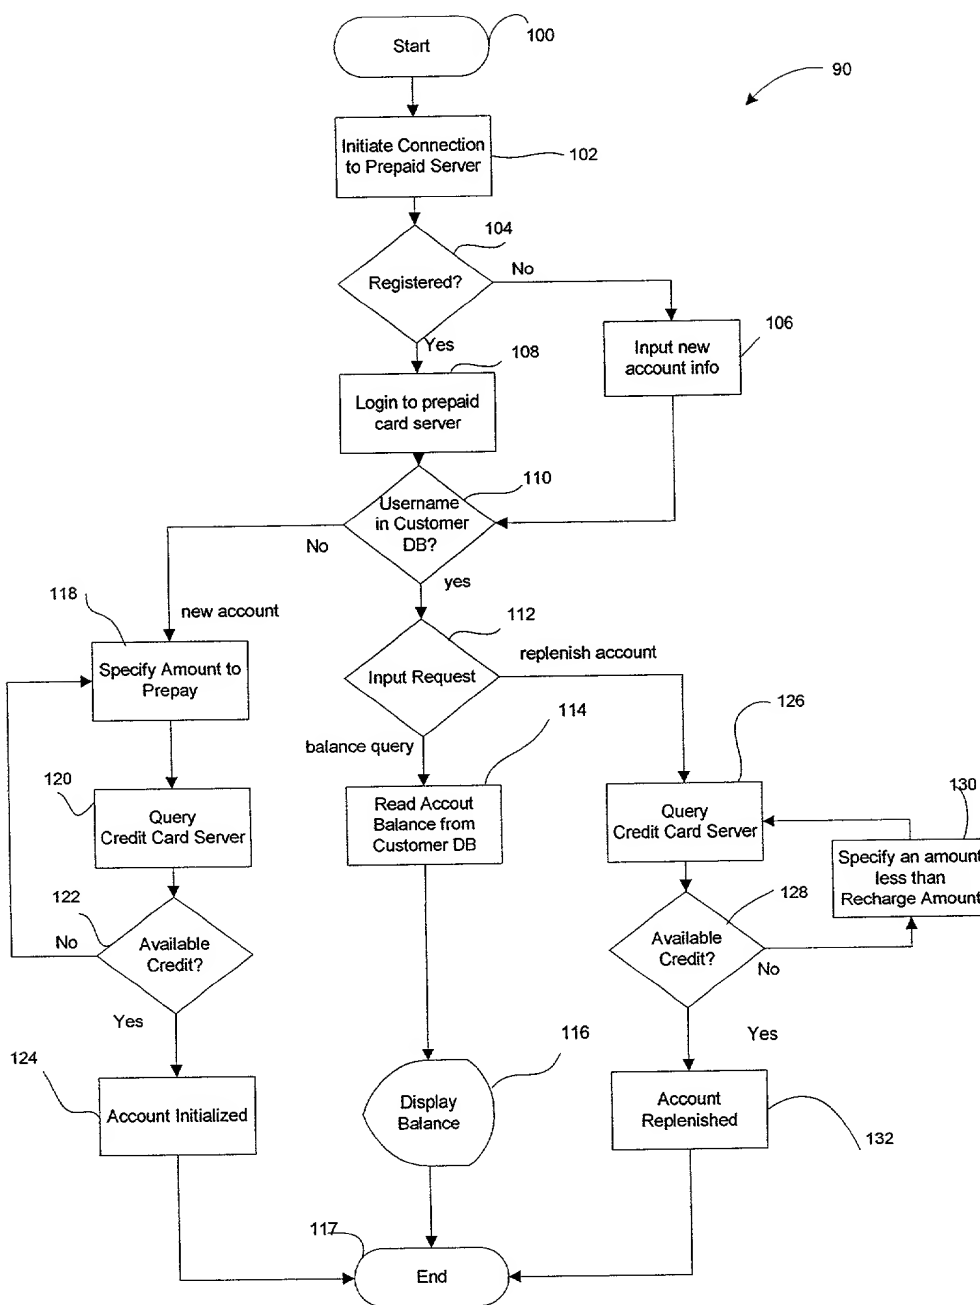 Start
100
90
Initiate Connection
to Prepaid Server
102
104
Registered?
No
Yes
106
Input new
account info
108
Login to prepaid
card server
110
Username
in Customer
DB?
No
yes
118
new account
112
Specify Amount to
Prepay
Input Request
replenish account
114
balance query
126
120
Query
Credit Card Server
Read Accout
Balance from
Customer DB
Query
Credit Card Server
130
Specify an amount
less than
Recharge Amount
122
No
Available
Credit?
Yes
128
Available
Credit?
No
Yes
124
Account Initialized
116
Display
Balance
Account
Replenished
132
117
End